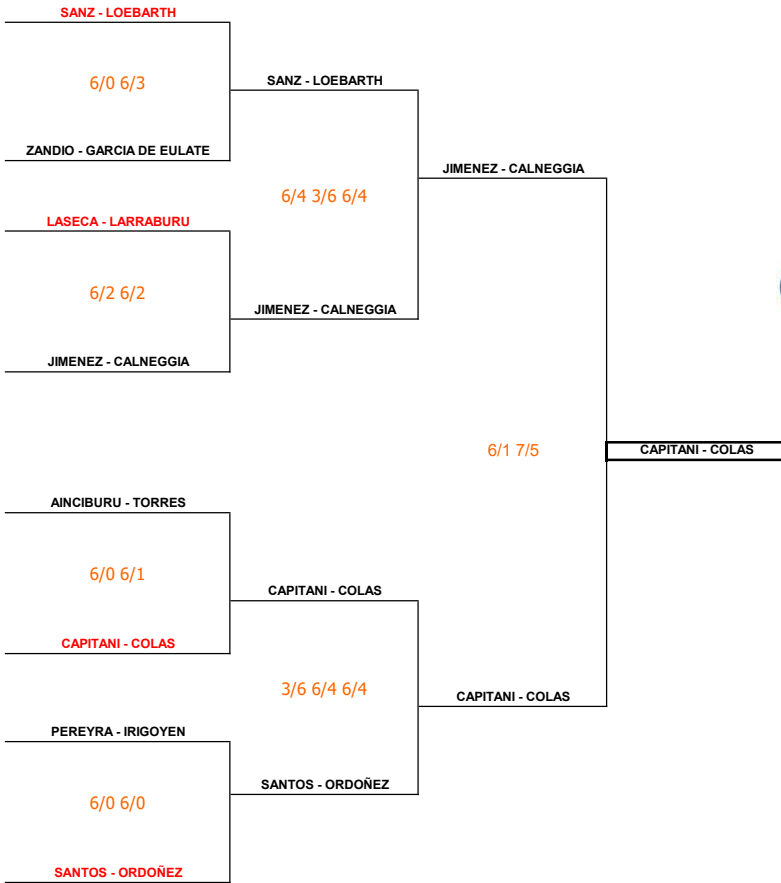 SANZ - LOEBARTH
6/0 6/3
SANZ - LOEBARTH
ZANDIO - GARCIA DE EULATE
JIMENEZ - CALNEGGIA
6/4 3/6 6/4
LASECA - LARRABURU
6/2 6/2
JIMENEZ - CALNEGGIA
JIMENEZ - CALNEGGIA
6/1 7/5
CAPITANI - COLAS
AINCIBURU - TORRES
6/0 6/1
CAPITANI - COLAS
CAPITANI - COLAS
3/6 6/4 6/4
CAPITANI - COLAS
PEREYRA - IRIGOYEN
SANTOS - ORDOÑEZ
6/0 6/0
SANTOS - ORDOÑEZ